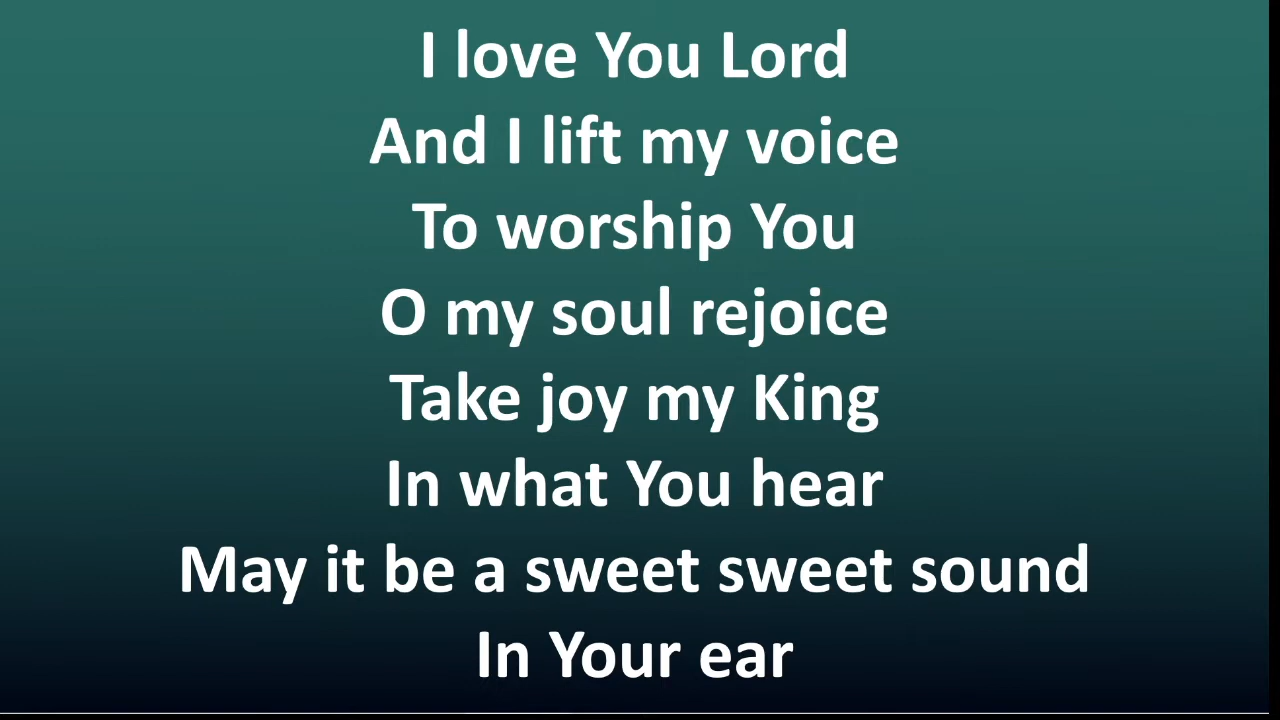 I love You Lord
And I lift my voice
To worship You
O my soul rejoice
Take joy my King
In what You hear
May it be a sweet sweet sound
In Your ear